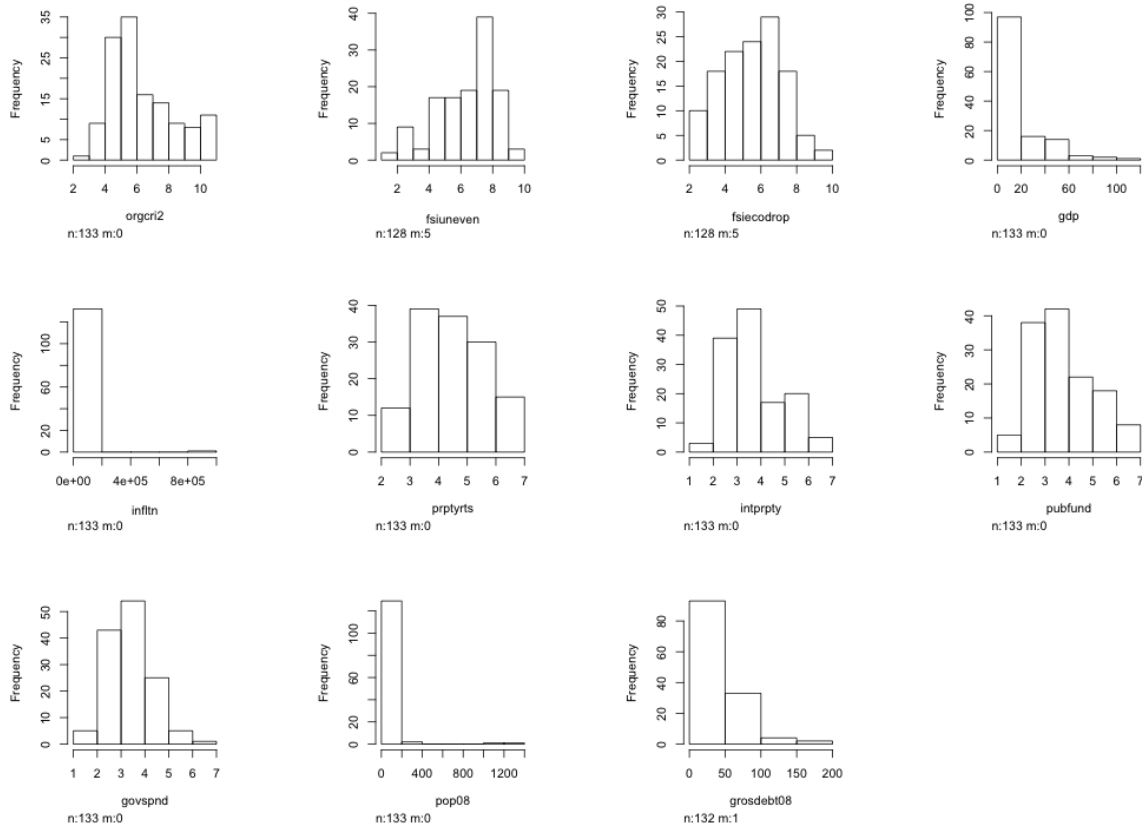 Frequency
0 5 15 25 35
2 4 6 8 10
orgcri2
n:133 m:0
Frequency
0 10 20 30 40
2 4 6 8 10
fsiuneven
n:128 m:5
Frequency
0 5 10 15 20 25 30
2 4 6 8 10
fsiecodrop
n:128 m:5
Frequency
0 20 40 60 80 100
0 20 60 100
gdp
n:133 m:0
Frequency
0 20 60 100
0e+00 4e+05 8e+05
infltn
n:133 m:0
Frequency
0 10 20 30 40
2 3 4 5 6 7
prptyrts
n:133 m:0
Frequency
0 10 20 30 40 50
1 2 3 4 5 6 7
intprpty
n:133 m:0
Frequency
0 10 20 30 40
1 2 3 4 5 6 7
pubfund
n:133 m:0
Frequency
0 10 20 30 40 50
1 2 3 4 5 6 7
govspnd
n:133 m:0
Frequency
0 20 60 100
0 400 800 1200
pop08
n:133 m:0
Frequency
0 20 40 60 80
0 50 100 150 200
grosdebt08
n:132 m:1